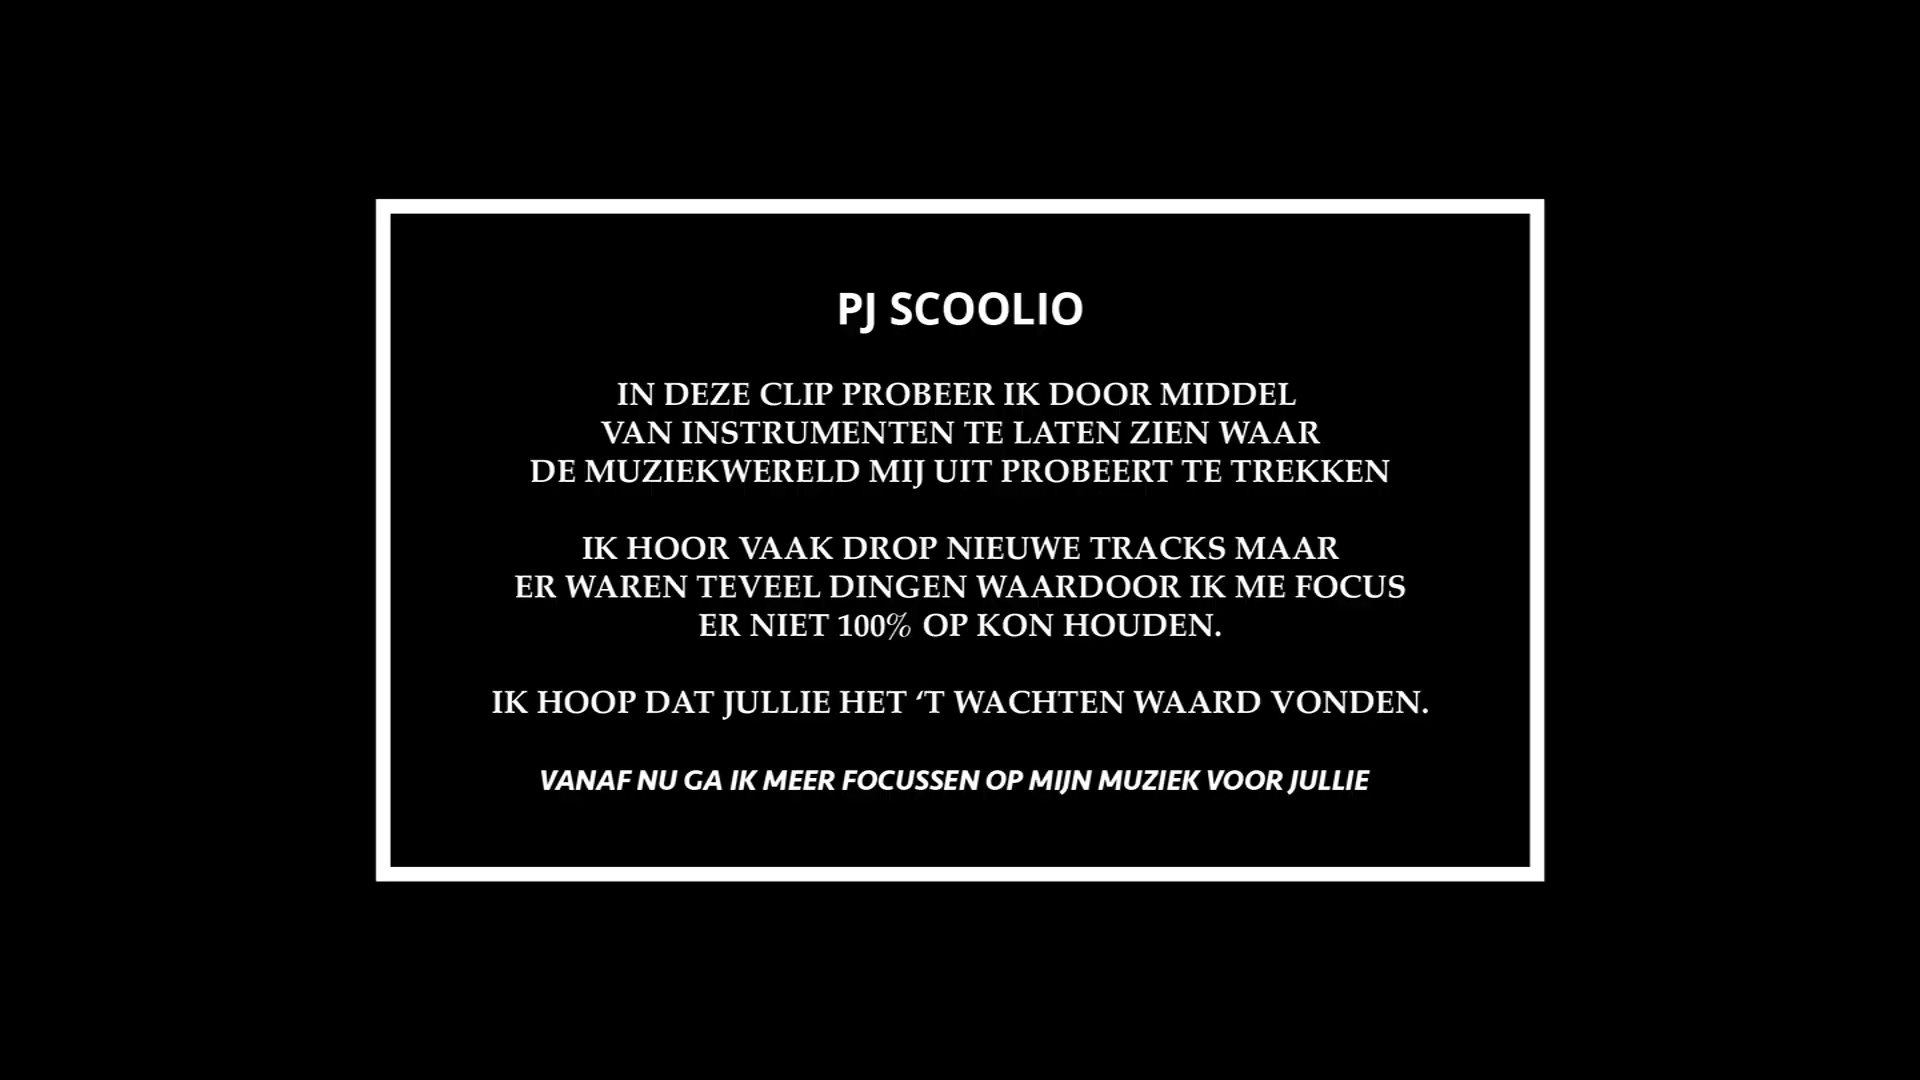 PJ SCOOLIO
IN DEZE CLIP PROBEER IK DOOR MIDDEL
VAN INSTRUMENTEN TE LATEN ZIEN WAAR
DE MUZIEKWERELD MIJ UIT PROBEERT TE TREKKEN
IK HOOR VAAK DROP NIEUWE TRACKS MAAR
ER WAREN TEVEEL DINGEN WAARDOOR IK ME FOCUS
ER NIET 100% OP KON HOUDEN.
IK HOOP DAT JULLIE HET ‘T WACHTEN WAARD VONDEN.
VANAF NU GA IK MEER FOCUSSEN OP MIJN MUZIEK VOOR JULLIE